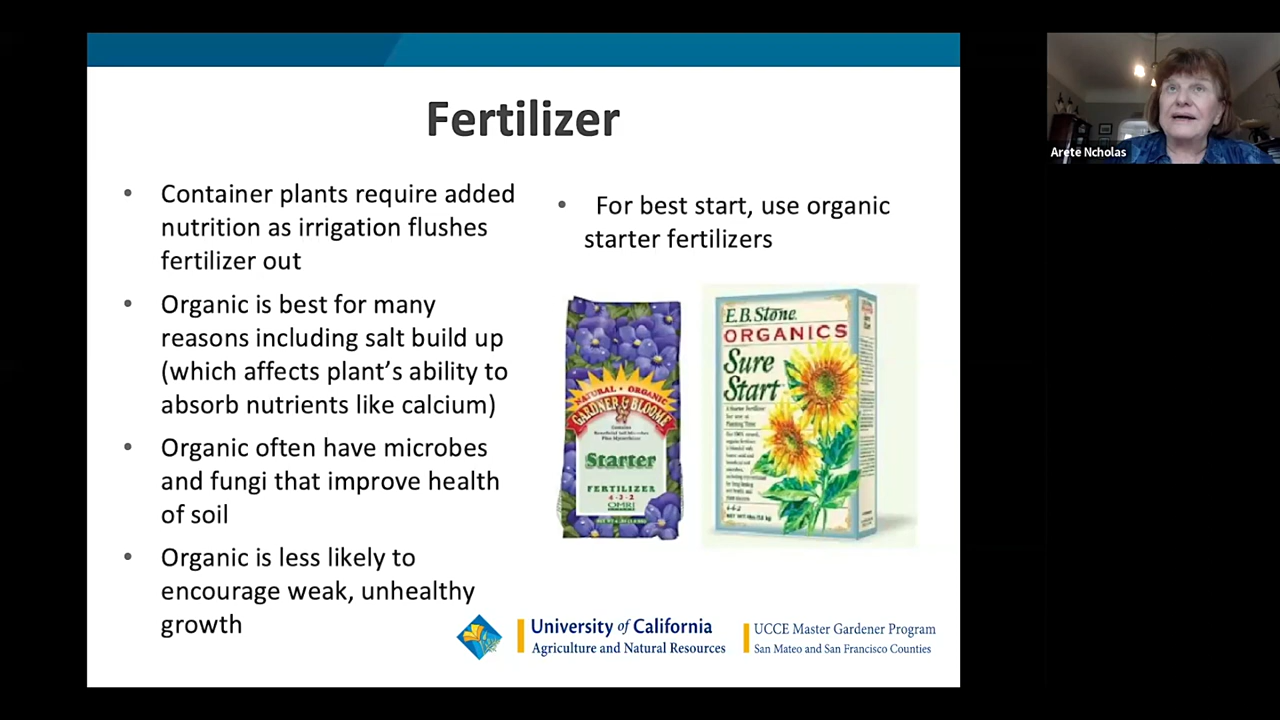 Fertilizer
Container plants require added
nutrition as irrigation flushes
fertilizer out
Organic is best for many
reasons including salt build up
(which affects plant's ability to
absorb nutrients like calcium)
Organic often have microbes
and fungi that improve health
of soil
Organic is less likely to
encourage weak, unhealthy
growth
For best start, use organic
starter fertilizers
NATURAL • ORGANIC
GARDNER & BLOOME
Starter
FERTILIZER
4-2-2
OMRI
E.B. Stone
ORGANICS
Sure
Start
University of California
Agriculture and Natural Resources
UCCE Master Gardener Program
San Mateo and San Francisco Counties
Arete Ncholas